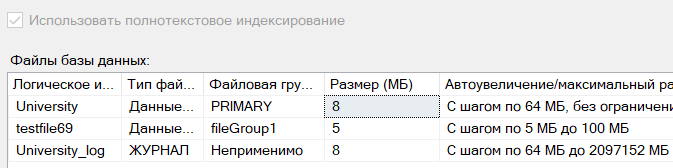 Использовать полнотекстовое индексирование
Файлы базы данных:
Логическое и... Тип фай... Файловая гру... Размер (МБ) Автоувеличение/максимальный ра
University Данные... PRIMARY 8 С шагом по 64 МБ, без ограничени
testfile69 Данные... fileGroup1 5 С шагом по 5 МБ до 100 МБ
University_log ЖУРНАЛ Неприменимо 8 С шагом по 64 МБ до 2097152 МБ